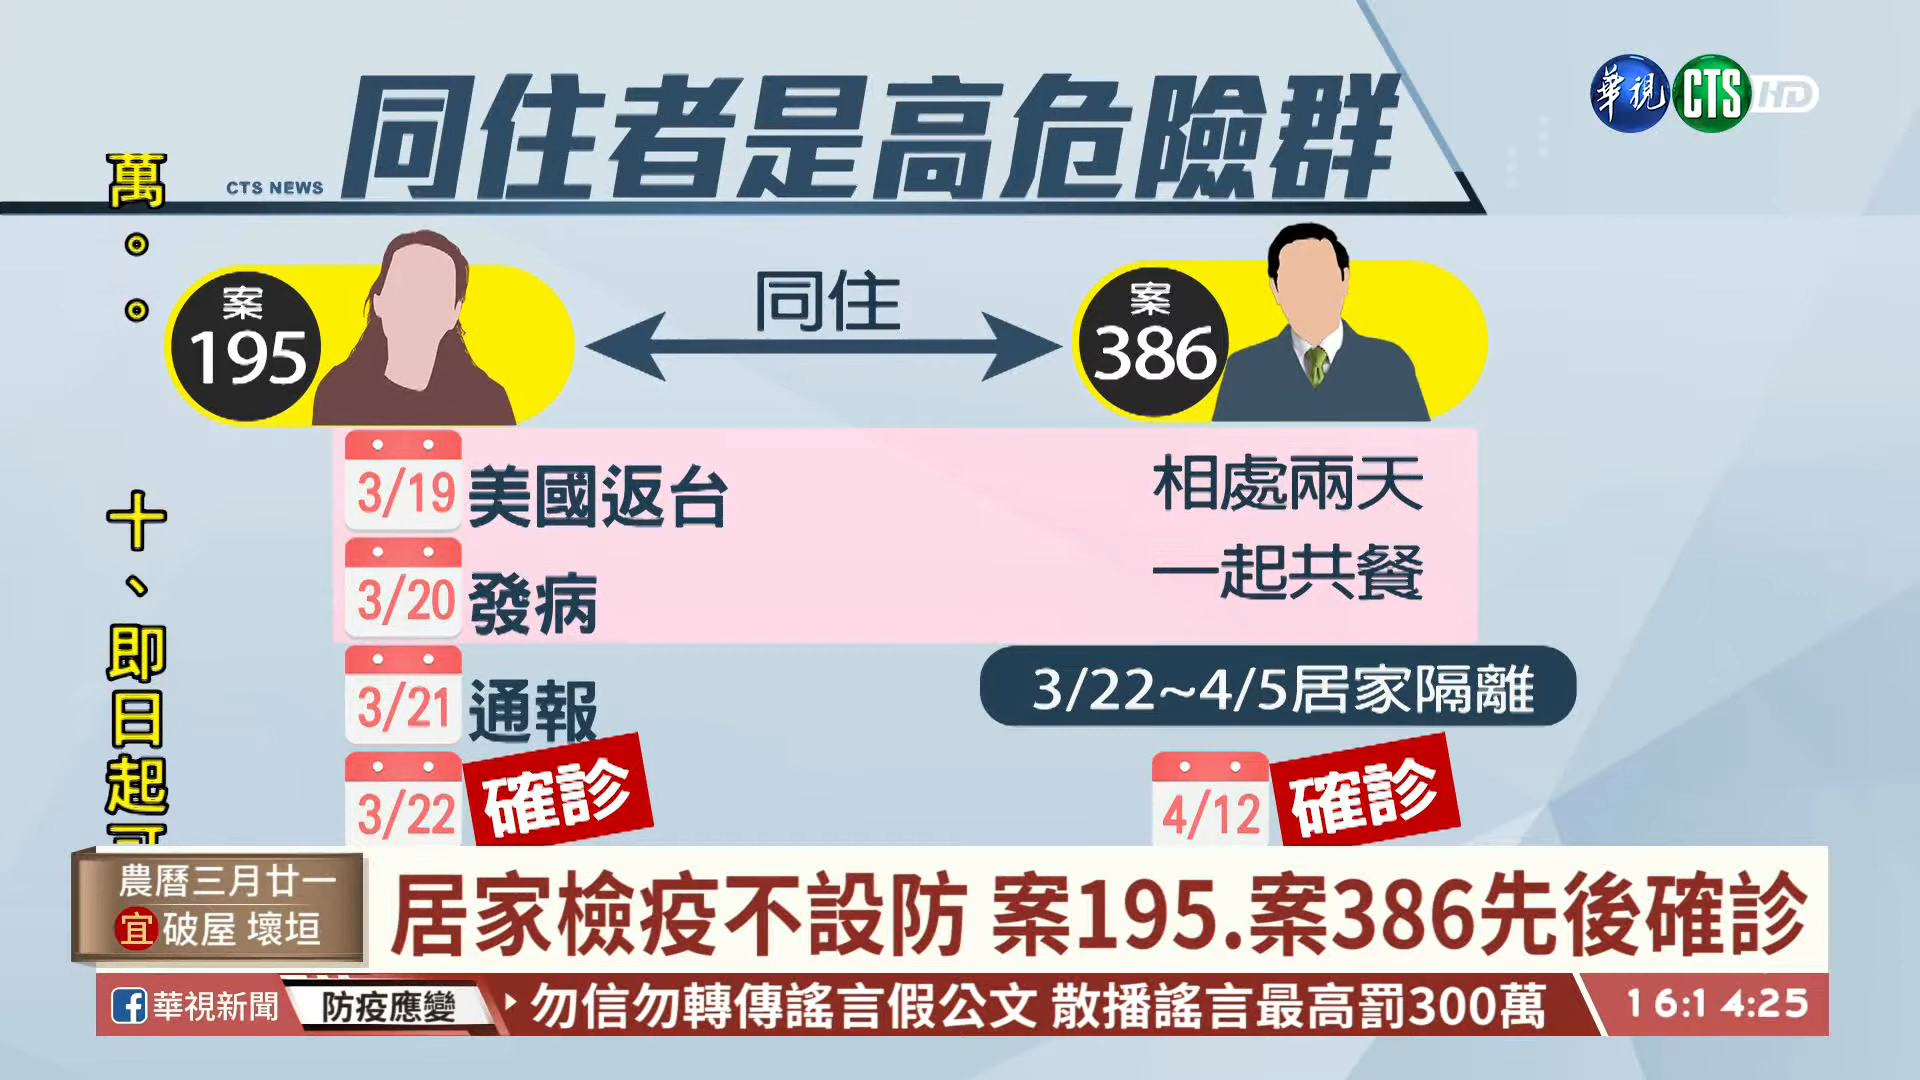 華視 CTS HD
CTS NEWS
同住者是高危險群
萬。。 十、即日起
案
195
同住
案
386
3/19 美國返台
相處兩天
3/20 發病
一起共餐
3/21 通報
3/22~4/5居家隔離
3/22 確診
4/12 確診
農曆三月廿一
宜 破屋 壞垣
居家檢疫不設防 案195.案386先後確診
華視新聞
防疫應變
勿信勿轉傳謠言假公文 散播謠言最高罰300萬
16:14:25